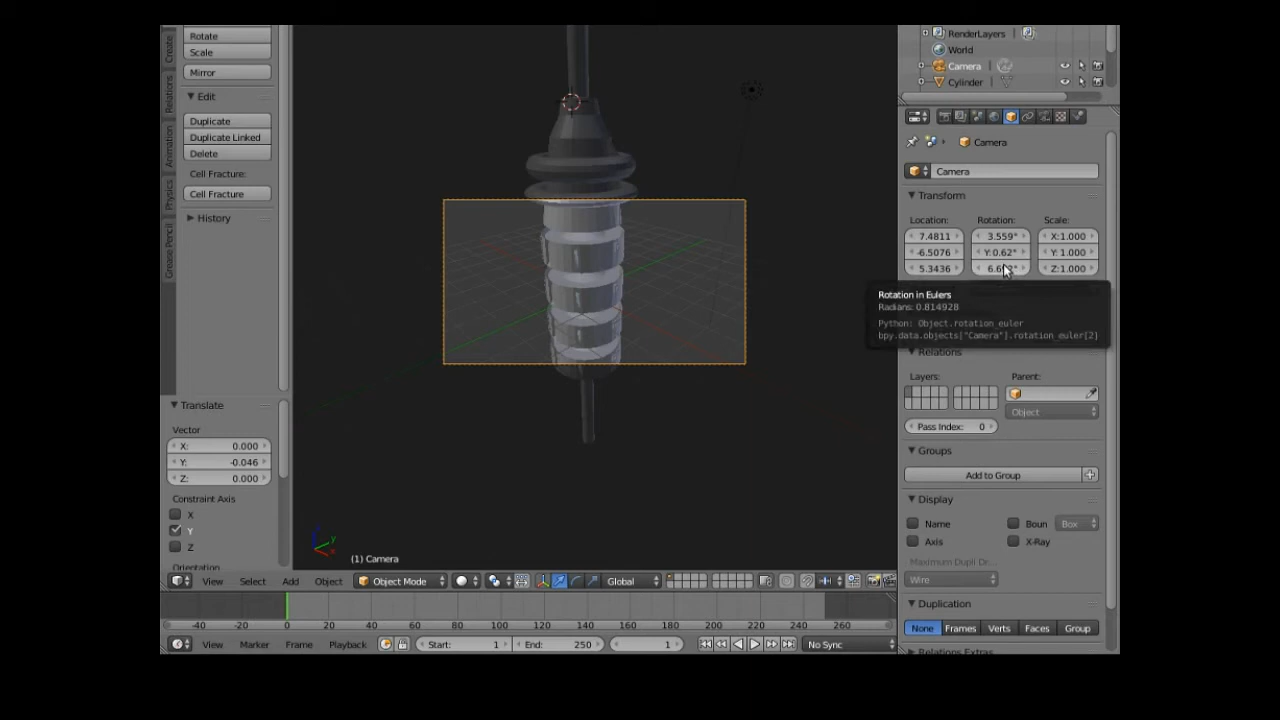 Rotate
Scale
Mirror
Edit
Duplicate
Duplicate Linked
Delete
Cell Fracture:
Cell Fracture
History
Create
Relations
Animation
Physics
Grease Pencil
Translate
Vector
X: 0.000
Y: -0.046
Z: 0.000
Constraint Axis
X
Y
Z
Orientation
(1) Camera
View Select Add Object Object Mode Global
-40 -20 0 20 40 60 80 100 120 140 160 180 200 220 240 260
View Marker Frame Playback Start: 1 End: 250 1 No Sync
RenderLayers
World
Camera
Cylinder
Camera
Camera
Transform
Location: Rotation: Scale:
7.4811 3.559° X:1.000
-6.5076 Y:0.62° Y: 1.000
5.3436 Z:1.000
Rotation in Eulers
Radians: 0.814928
Python: Object.rotation_euler
bpy.data.objects["Camera"].rotation_euler[2]
Relations
Layers: Parent:
Object
Pass Index: 0
Groups
Add to Group
Display
Name Boun Box
Axis X-Ray
Maximum Dupli Dr...
Wire
Duplication
None Frames Verts Faces Group
Relations Extras